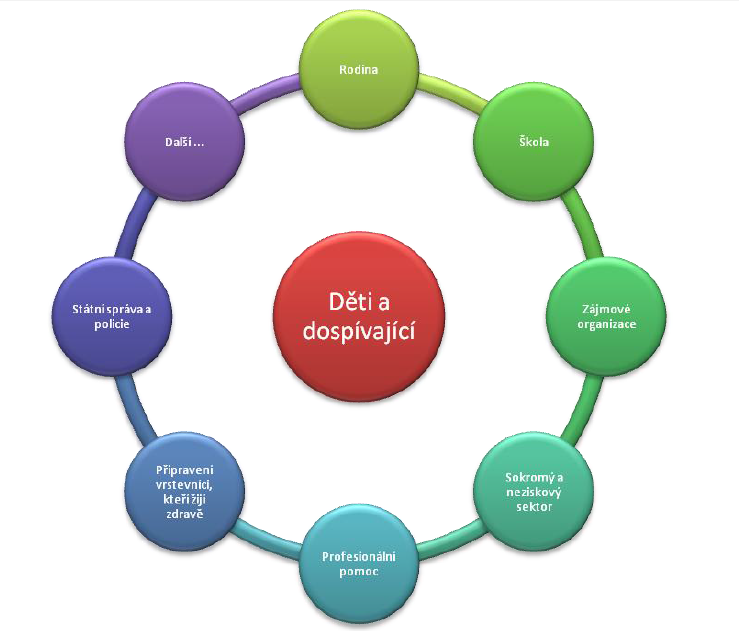 Rodina
Škola
Zájmové
organizace
Sokromý a
neziskový
sektor
Profesionální
pomoc
Připravení
vrstevníci,
kteří žijí
zdravě
Státní správa a
policie
Další ...
Děti a
dospívající